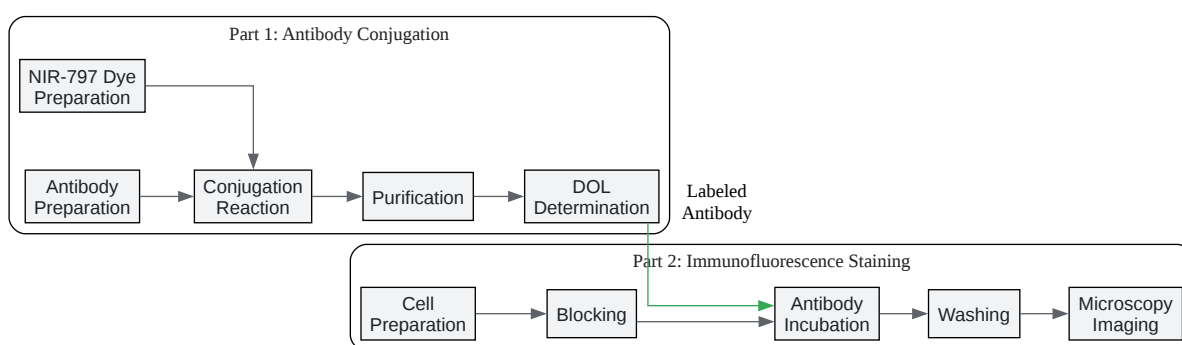 Part 1: Antibody Conjugation
NIR-797 Dye
Preparation
Antibody
Preparation
Conjugation
Reaction
Purification
DOL
Determination
Labeled
Antibody
Part 2: Immunofluorescence Staining
Cell
Preparation
Blocking
Antibody
Incubation
Washing
Microscopy
Imaging